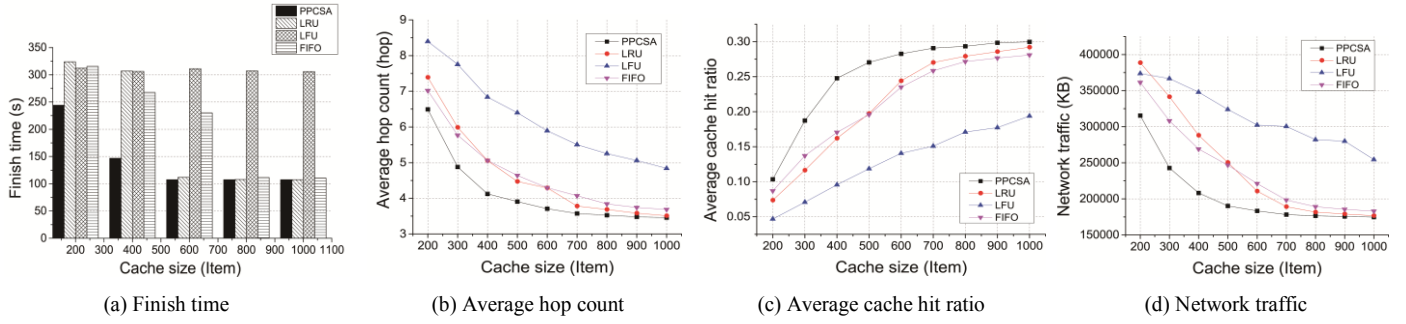 PPCSA
LRU
LFU
FIFO
350
300
250
200
150
100
50
0
Finish time (s)
200 300 400 500 600 700 800 900 1000 1100
Cache size (Item)
(a) Finish time
9
8
7
6
5
4
3
Average hop count (hop)
PPCSA
LRU
LFU
FIFO
200 300 400 500 600 700 800 900 1000
Cache size (Item)
(b) Average hop count
0.30
0.25
0.20
0.15
0.10
0.05
Average cache hit ratio
PPCSA
LRU
LFU
FIFO
200 300 400 500 600 700 800 900 1000
Cache size (Item)
(c) Average cache hit ratio
400000
350000
300000
250000
200000
150000
Network traffic (KB)
PPCSA
LRU
LFU
FIFO
200 300 400 500 600 700 800 900 1000
Cache size (Item)
(d) Network traffic